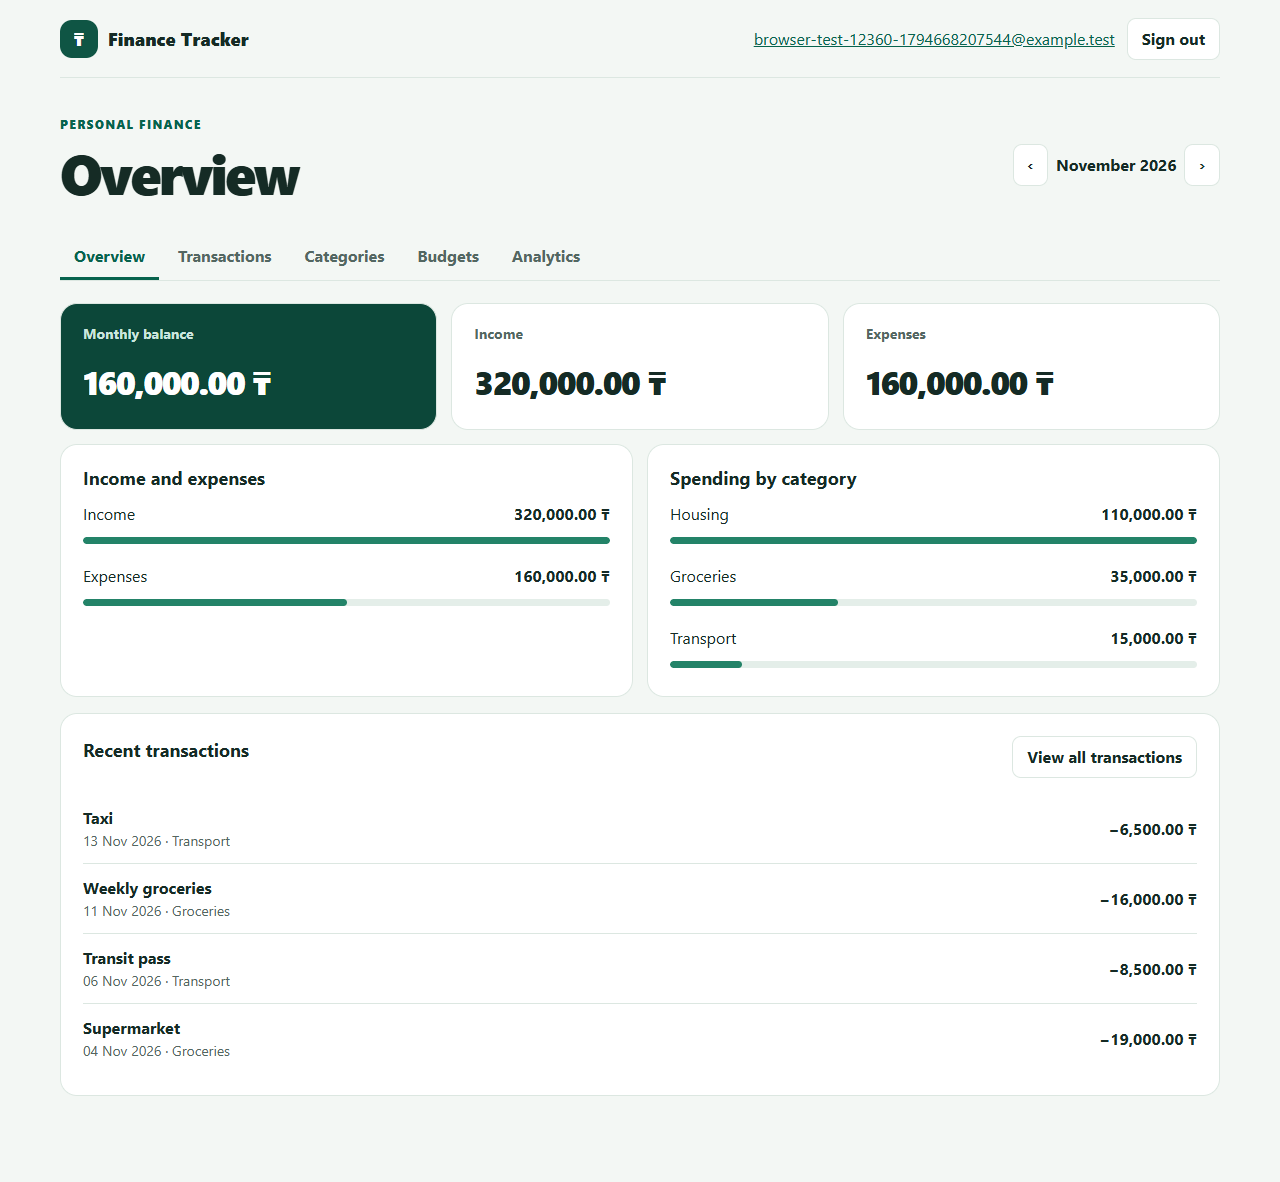 ₸ Finance Tracker
browser-test-12360-1794668207544@example.test Sign out
PERSONAL FINANCE
Overview
‹ November 2026 ›
Overview Transactions Categories Budgets Analytics
Monthly balance
160,000.00 ₸
Income
320,000.00 ₸
Expenses
160,000.00 ₸
Income and expenses
Income 320,000.00 ₸
Expenses 160,000.00 ₸
Spending by category
Housing 110,000.00 ₸
Groceries 35,000.00 ₸
Transport 15,000.00 ₸
Recent transactions
View all transactions
Taxi
13 Nov 2026 · Transport
−6,500.00 ₸
Weekly groceries
11 Nov 2026 · Groceries
−16,000.00 ₸
Transit pass
06 Nov 2026 · Transport
−8,500.00 ₸
Supermarket
04 Nov 2026 · Groceries
−19,000.00 ₸